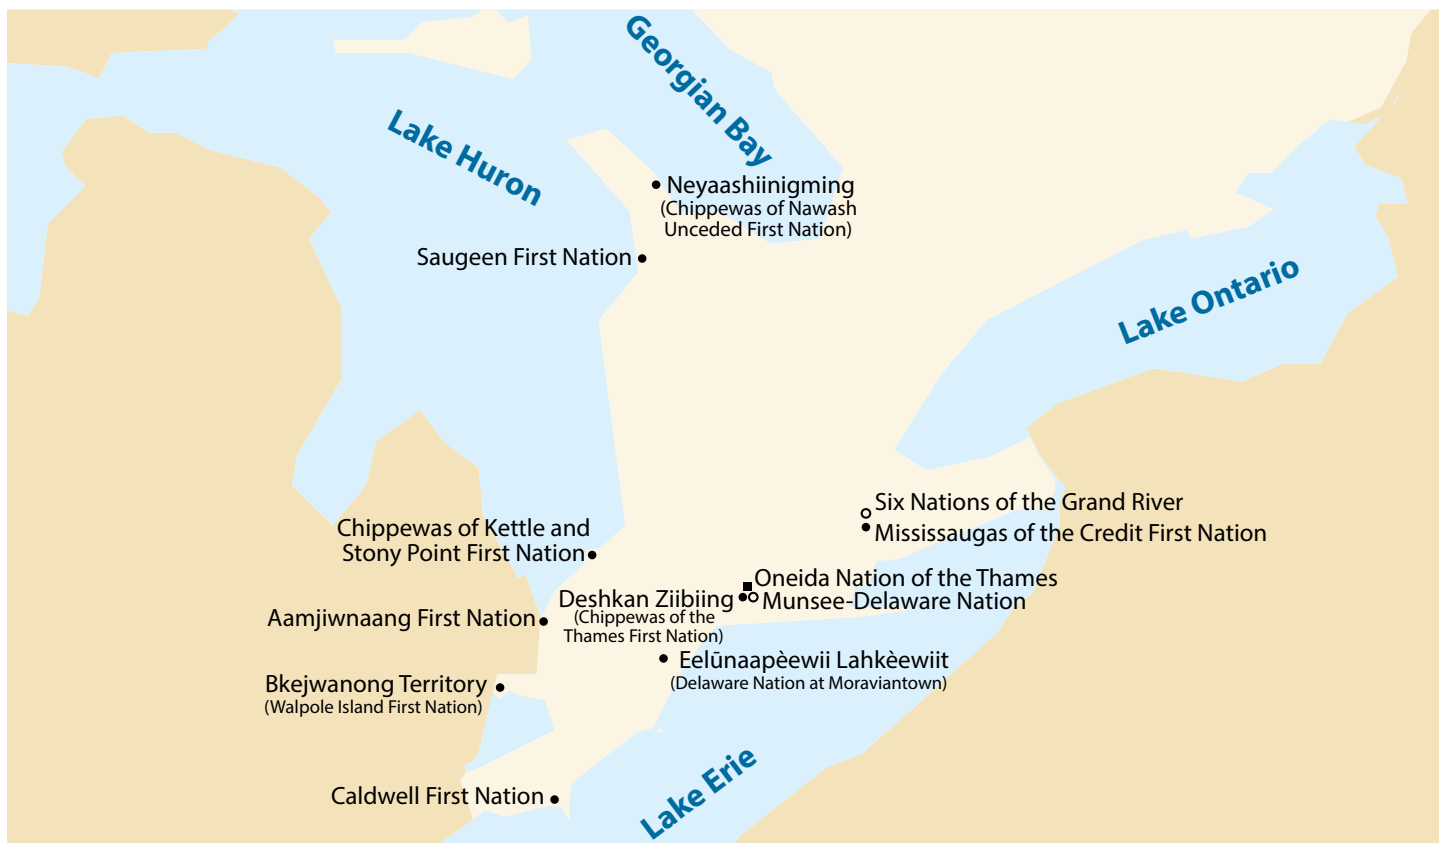 Georgian Bay
Lake Huron
Neyaashiinigming
(Chippewas of Nawash
Unceded First Nation)
Saugeen First Nation
Lake Ontario
Six Nations of the Grand River
Mississaugas of the Credit First Nation
Chippewas of Kettle and
Stony Point First Nation
Oneida Nation of the Thames
Deshkan Ziibiing
Munsee-Delaware Nation
(Chippewas of the
Thames First Nation)
Aamjiwnaang First Nation
Eelūnaapèewii Lahkèewiit
(Delaware Nation at Moraviantown)
Bkejwanong Territory
(Walpole Island First Nation)
Lake Erie
Caldwell First Nation